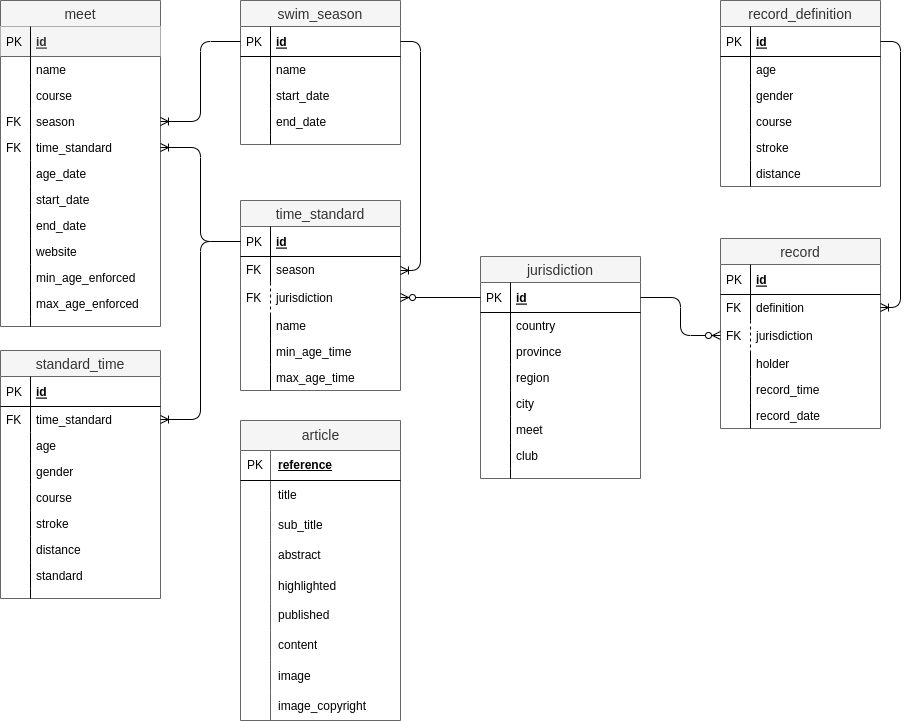 meet
PK id
name
course
FK season
FK time_standard
age_date
start_date
end_date
website
min_age_enforced
max_age_enforced
standard_time
PK id
FK time_standard
age
gender
course
stroke
distance
standard
swim_season
PK id
name
start_date
end_date
time_standard
PK id
FK season
FK jurisdiction
name
min_age_time
max_age_time
article
PK reference
title
sub_title
abstract
highlighted
published
content
image
image_copyright
jurisdiction
PK id
country
province
region
city
meet
club
record_definition
PK id
age
gender
course
stroke
distance
record
PK id
FK definition
FK jurisdiction
holder
record_time
record_date